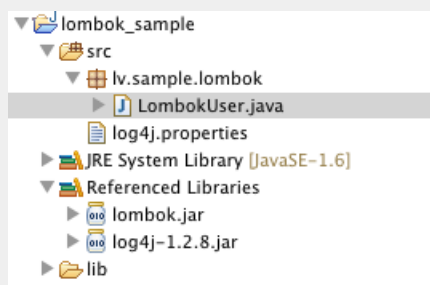 lombok_sample
src
lv.sample.lombok
LombokUser.java
log4j.properties
JRE System Library [JavaSE-1.6]
Referenced Libraries
lombok.jar
log4j-1.2.8.jar
lib